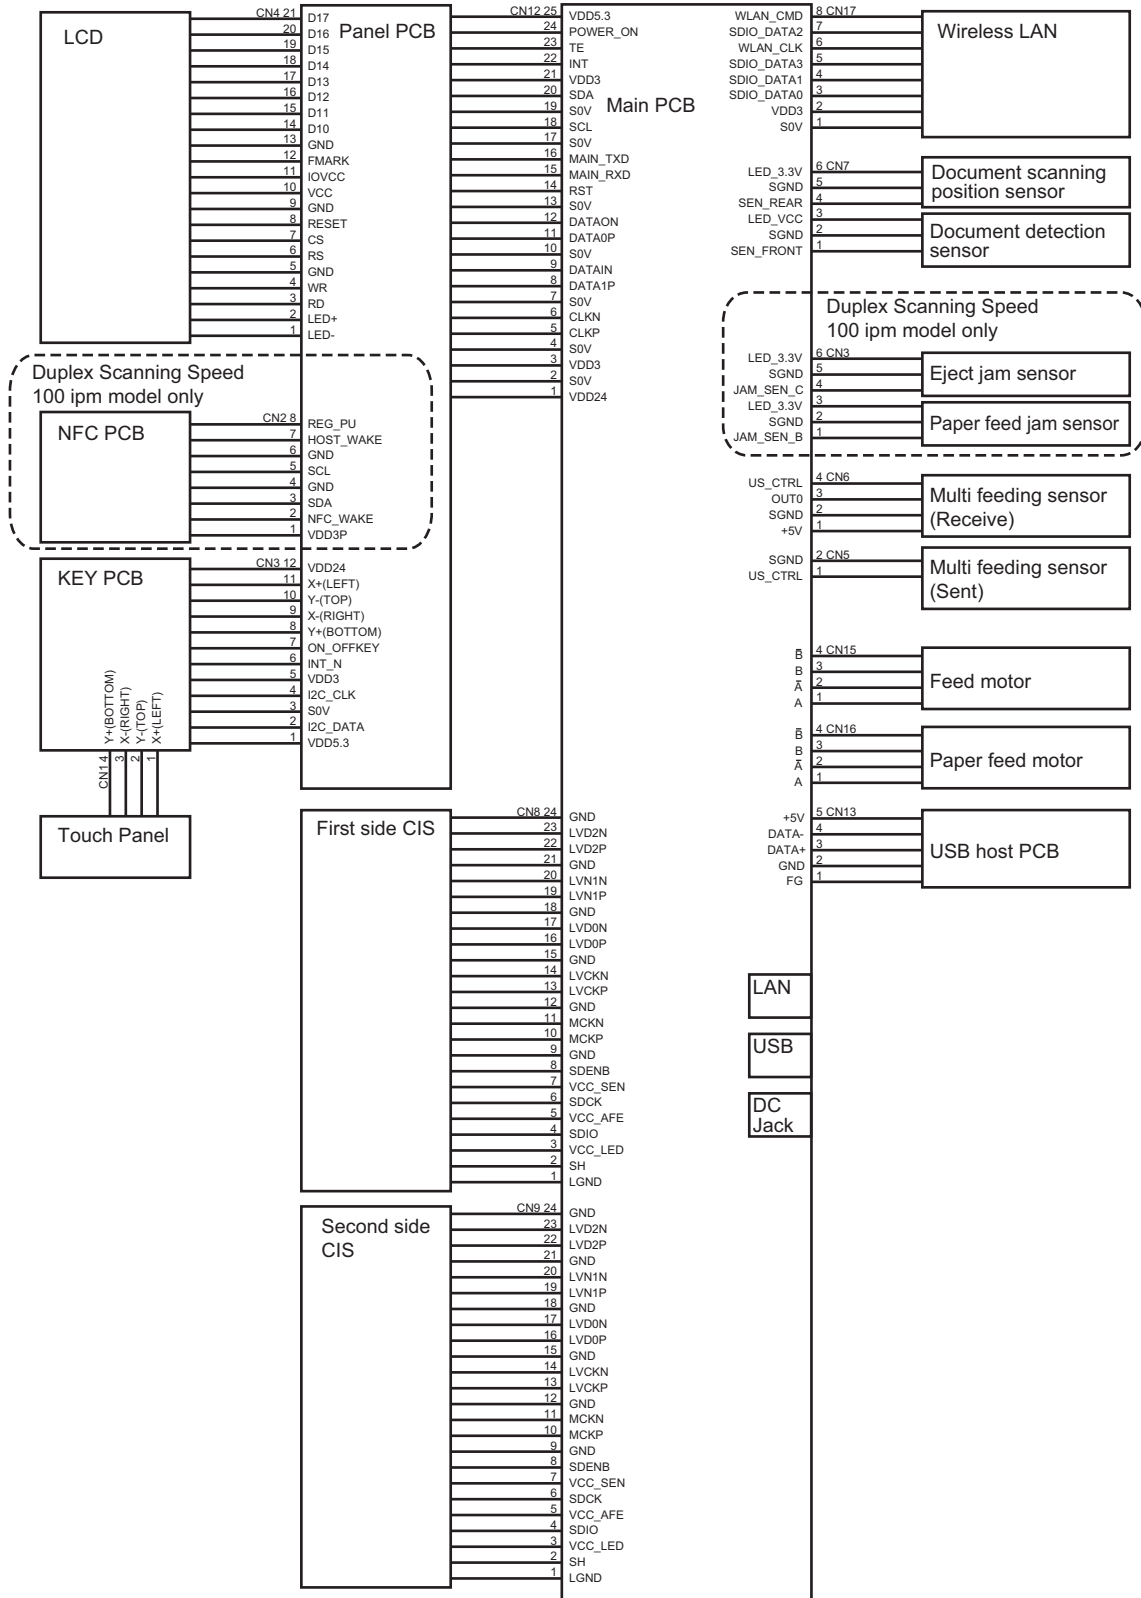 LCD
CN4 21 D17
20 D16
19 D15
18 D14
17 D13
16 D12
15 D11
14 D10
13 GND
12 FMARK
11 IOVCC
10 VCC
9 GND
8 RESET
7 CS
6 RS
5 GND
4 WR
3 RD
2 LED+
1 LED-
Panel PCB
Duplex Scanning Speed
100 ipm model only
NFC PCB
CN2 8 REG_PU
7 HOST_WAKE
6 GND
5 SCL
4 GND
3 SDA
2 NFC_WAKE
1 VDD3P
KEY PCB
CN3 12 VDD24
11 X+(LEFT)
10 Y-(TOP)
9 X-(RIGHT)
8 Y+(BOTTOM)
7 ON_OFFKEY
6 INT_N
5 VDD3
4 I2C_CLK
3 S0V
2 I2C_DATA
1 VDD5.3
CN1 4 Y+(BOTTOM)
3 X-(RIGHT)
2 Y-(TOP)
1 X+(LEFT)
Touch Panel
CN12 25 VDD5.3
24 POWER_ON
23 TE
22 INT
21 VDD3
20 SDA
19 S0V
18 SCL
17 S0V
16 MAIN_TXD
15 MAIN_RXD
14 RST
13 S0V
12 DATAON
11 DATA0P
10 S0V
9 DATAIN
8 DATA1P
7 S0V
6 CLKN
5 CLKP
4 S0V
3 VDD3
2 S0V
1 VDD24
Main PCB
First side CIS
CN8 24 GND
23 LVD2N
22 LVD2P
21 GND
20 LVN1N
19 LVN1P
18 GND
17 LVD0N
16 LVD0P
15 GND
14 LVCKN
13 LVCKP
12 GND
11 MCKN
10 MCKP
9 GND
8 SDENB
7 VCC_SEN
6 SDCK
5 VCC_AFE
4 SDIO
3 VCC_LED
2 SH
1 LGND
Second side
CIS
CN9 24 GND
23 LVD2N
22 LVD2P
21 GND
20 LVN1N
19 LVN1P
18 GND
17 LVD0N
16 LVD0P
15 GND
14 LVCKN
13 LVCKP
12 GND
11 MCKN
10 MCKP
9 GND
8 SDENB
7 VCC_SEN
6 SDCK
5 VCC_AFE
4 SDIO
3 VCC_LED
2 SH
1 LGND
WLAN_CMD 8 CN17
SDIO_DATA2 7
WLAN_CLK 6
SDIO_DATA3 5
SDIO_DATA1 4
SDIO_DATA0 3
VDD3 2
S0V 1
Wireless LAN
LED_3.3V 6 CN7
SGND 5
SEN_REAR 4
LED_VCC 3
SGND 2
SEN_FRONT 1
Document scanning
position sensor
Document detection
sensor
Duplex Scanning Speed
100 ipm model only
LED_3.3V 6 CN3
SGND 5
JAM_SEN_C 4
LED_3.3V 3
SGND 2
JAM_SEN_B 1
Eject jam sensor
Paper feed jam sensor
US_CTRL 4 CN6
OUT0 3
SGND 2
+5V 1
Multi feeding sensor
(Receive)
SGND 2 CN5
US_CTRL 1
Multi feeding sensor
(Sent)
B̄ 4 CN15
B 3
Ā 2
A 1
Feed motor
B̄ 4 CN16
B 3
Ā 2
A 1
Paper feed motor
+5V 5 CN13
DATA- 4
DATA+ 3
GND 2
FG 1
USB host PCB
LAN
USB
DC
Jack